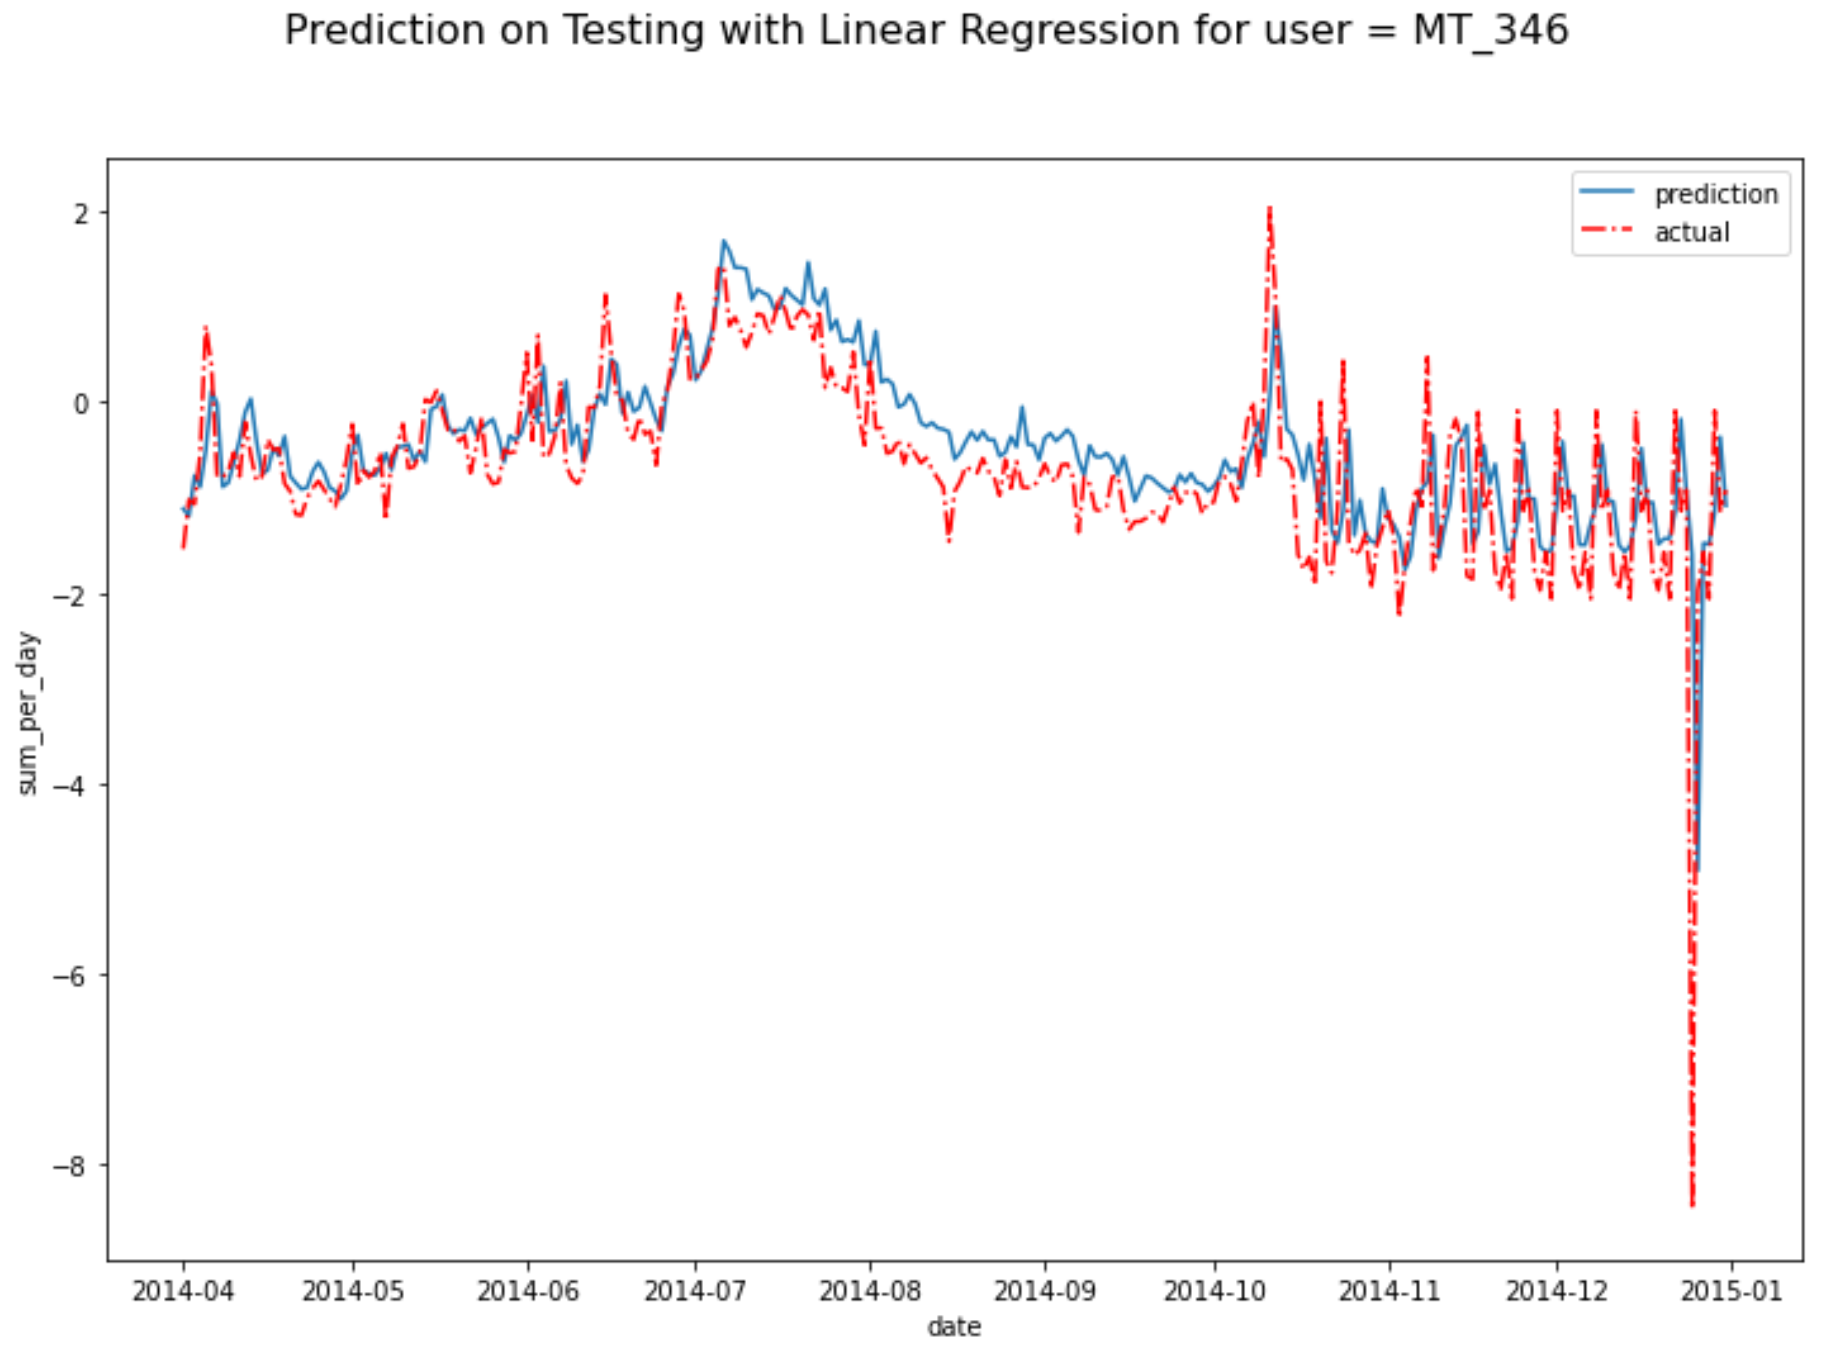 Prediction on Testing with Linear Regression for user = MT_346
prediction
actual
2
0
−2
−4
−6
−8
sum_per_day
2014-04 2014-05 2014-06 2014-07 2014-08 2014-09 2014-10 2014-11 2014-12 2015-01
date